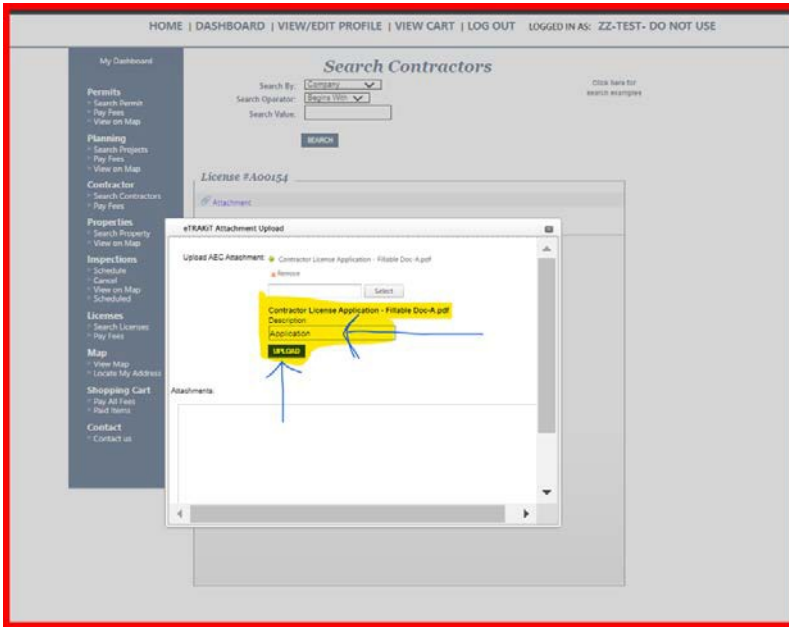 HOME | DASHBOARD | VIEW/EDIT PROFILE | VIEW CART | LOG OUT LOGGED IN AS: ZZ-TEST- DO NOT USE
My Dashboard
Permits
Search Permit
Pay Fees
View on Map
Planning
Search Projects
Pay Fees
View on Map
Contractor
Search Contractors
Pay Fees
Properties
Search Property
View on Map
Inspections
Schedule
Cancel
View on Map
Scheduled
Licenses
Search Licenses
Pay Fees
Map
View Map
Locate My Address
Shopping Cart
Pay All Fees
Paid Items
Contact
Contact us
Search Contractors
Search By: Company
Search Operator: Begins With
Search Value:
SEARCH
Click here for
search examples
License #A00154
Attachment
eTRAKiT Attachment Upload
Upload AEC Attachment: Contractor License Application - Fillable Doc-A.pdf
Remove
Select
Contractor License Application - Fillable Doc-A.pdf
Description
Application
UPLOAD
Attachments: